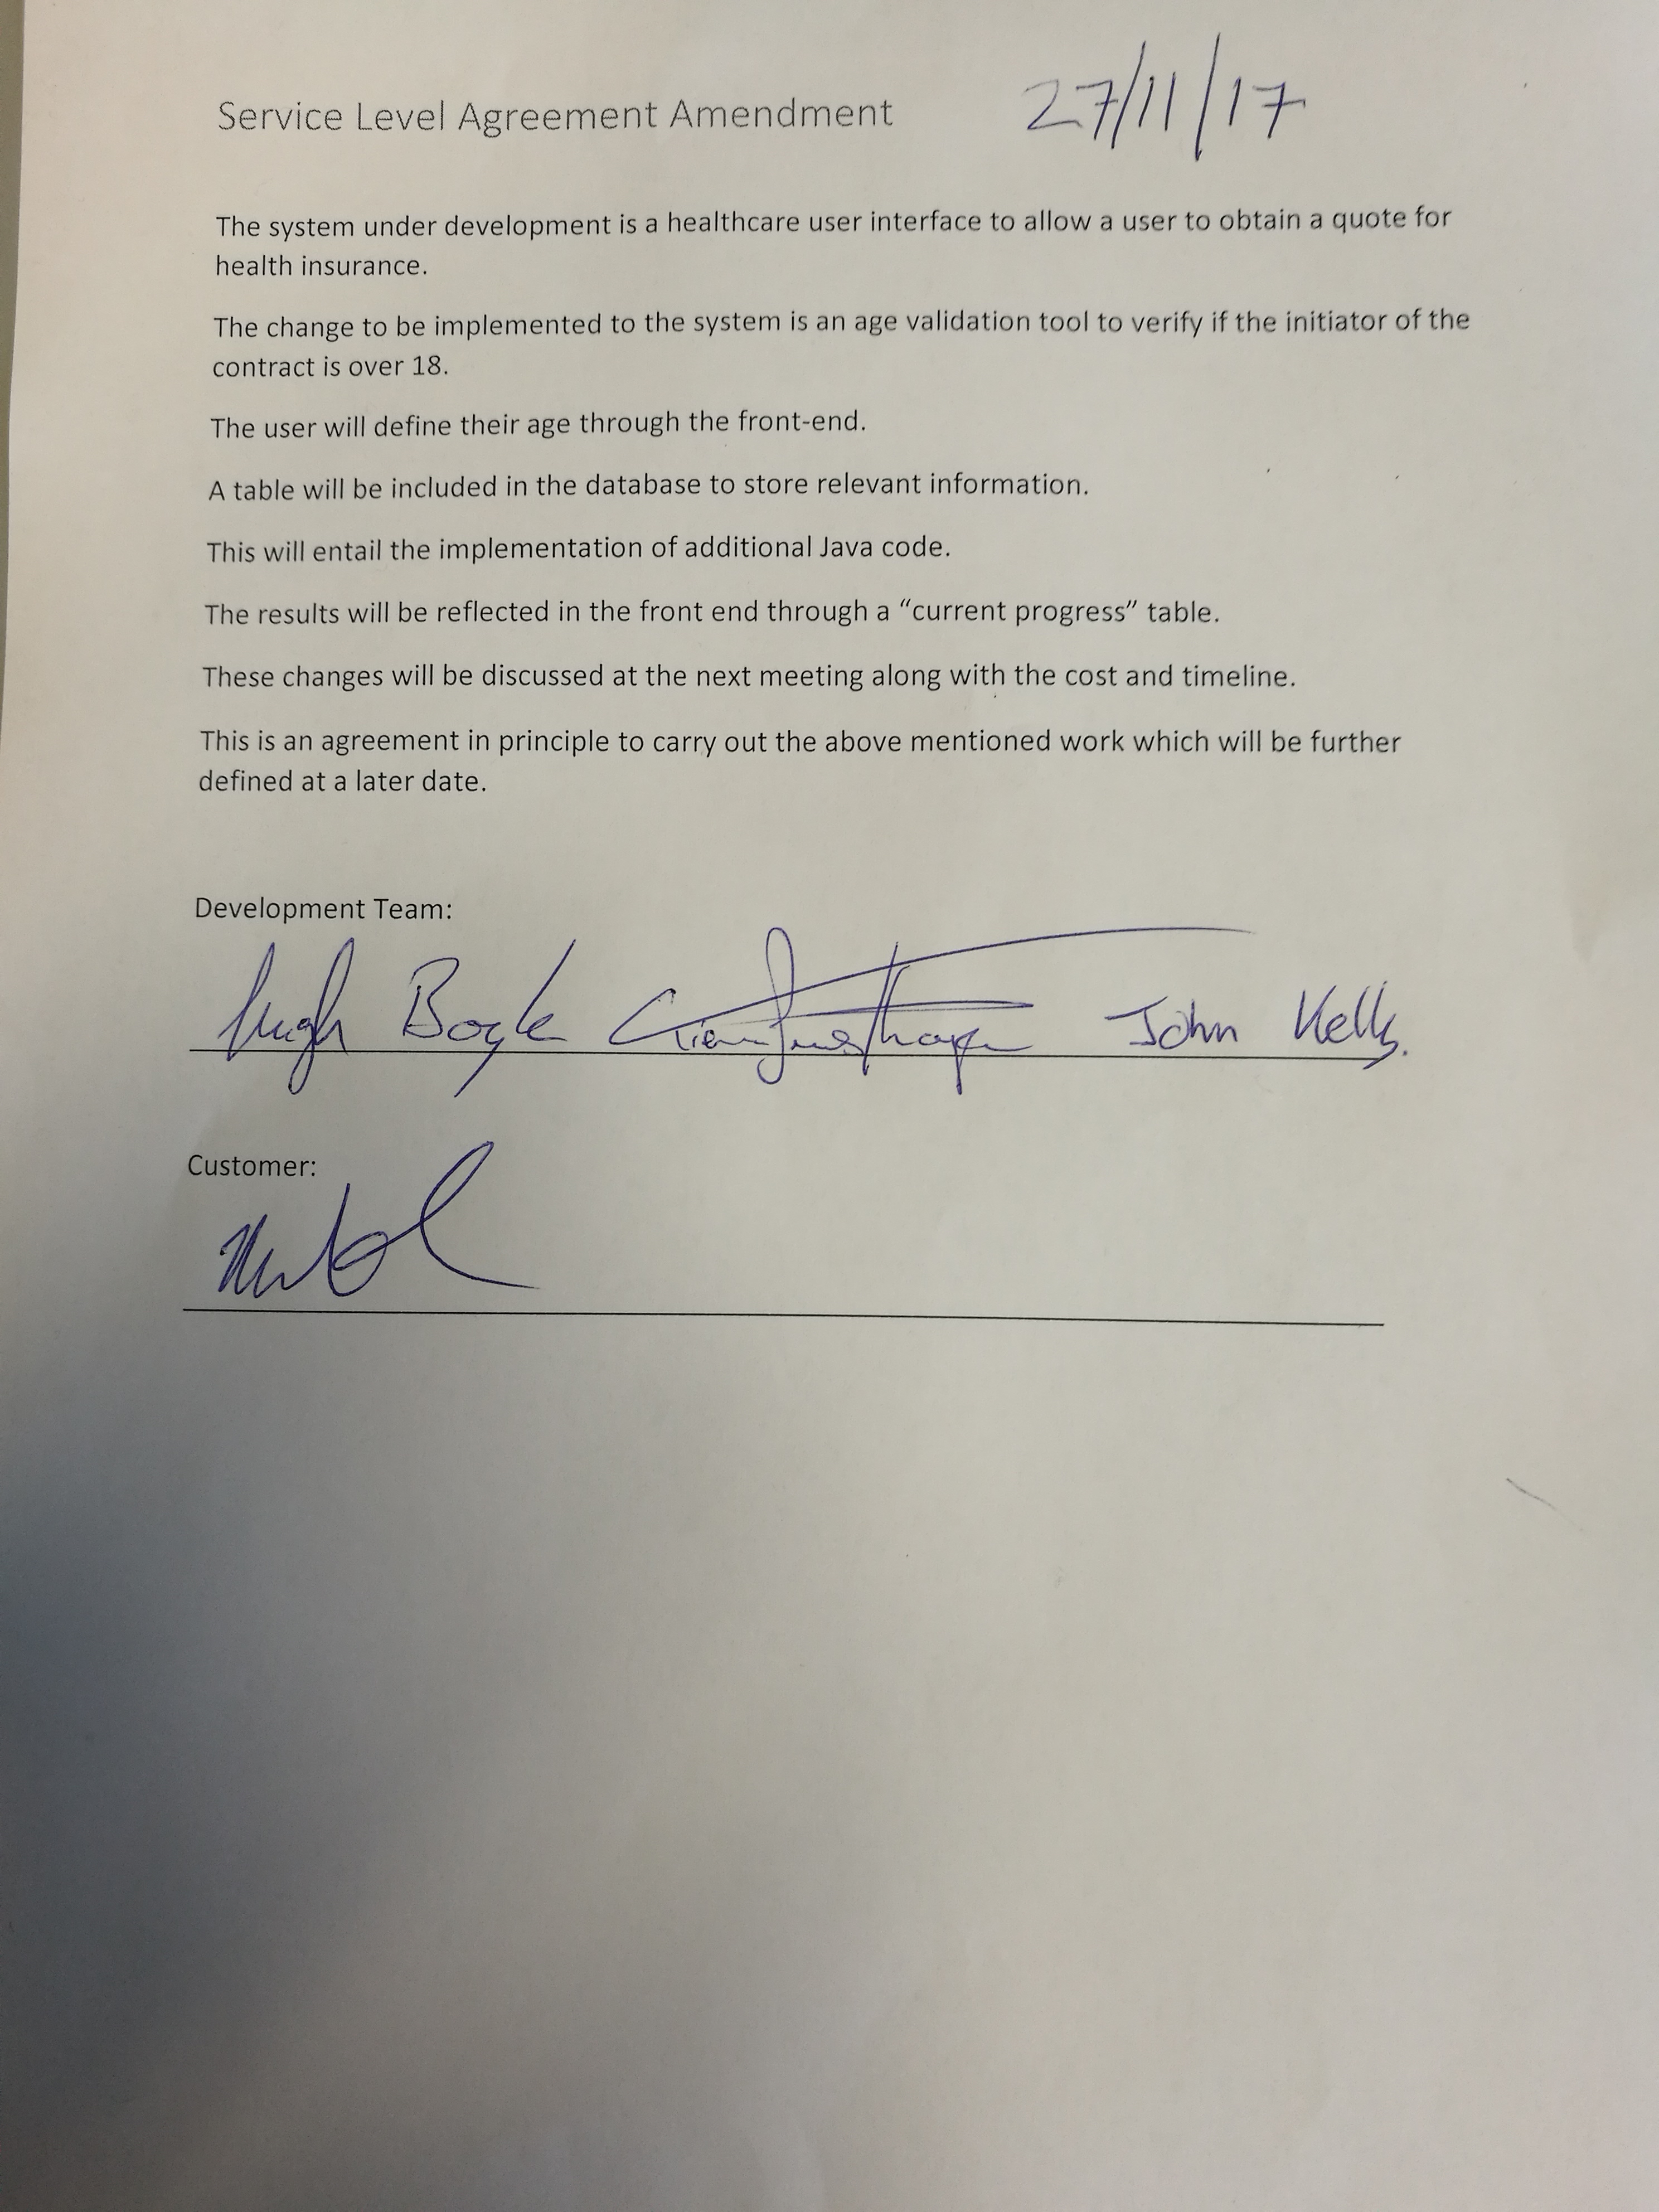 Service Level Agreement Amendment 27/11/17
The system under development is a healthcare user interface to allow a user to obtain a quote for
health insurance.
The change to be implemented to the system is an age validation tool to verify if the initiator of the
contract is over 18.
The user will define their age through the front-end.
A table will be included in the database to store relevant information.
This will entail the implementation of additional Java code.
The results will be reflected in the front end through a “current progress” table.
These changes will be discussed at the next meeting along with the cost and timeline.
This is an agreement in principle to carry out the above mentioned work which will be further
defined at a later date.
Development Team:
Hugh Boyle John Kells.
Customer: